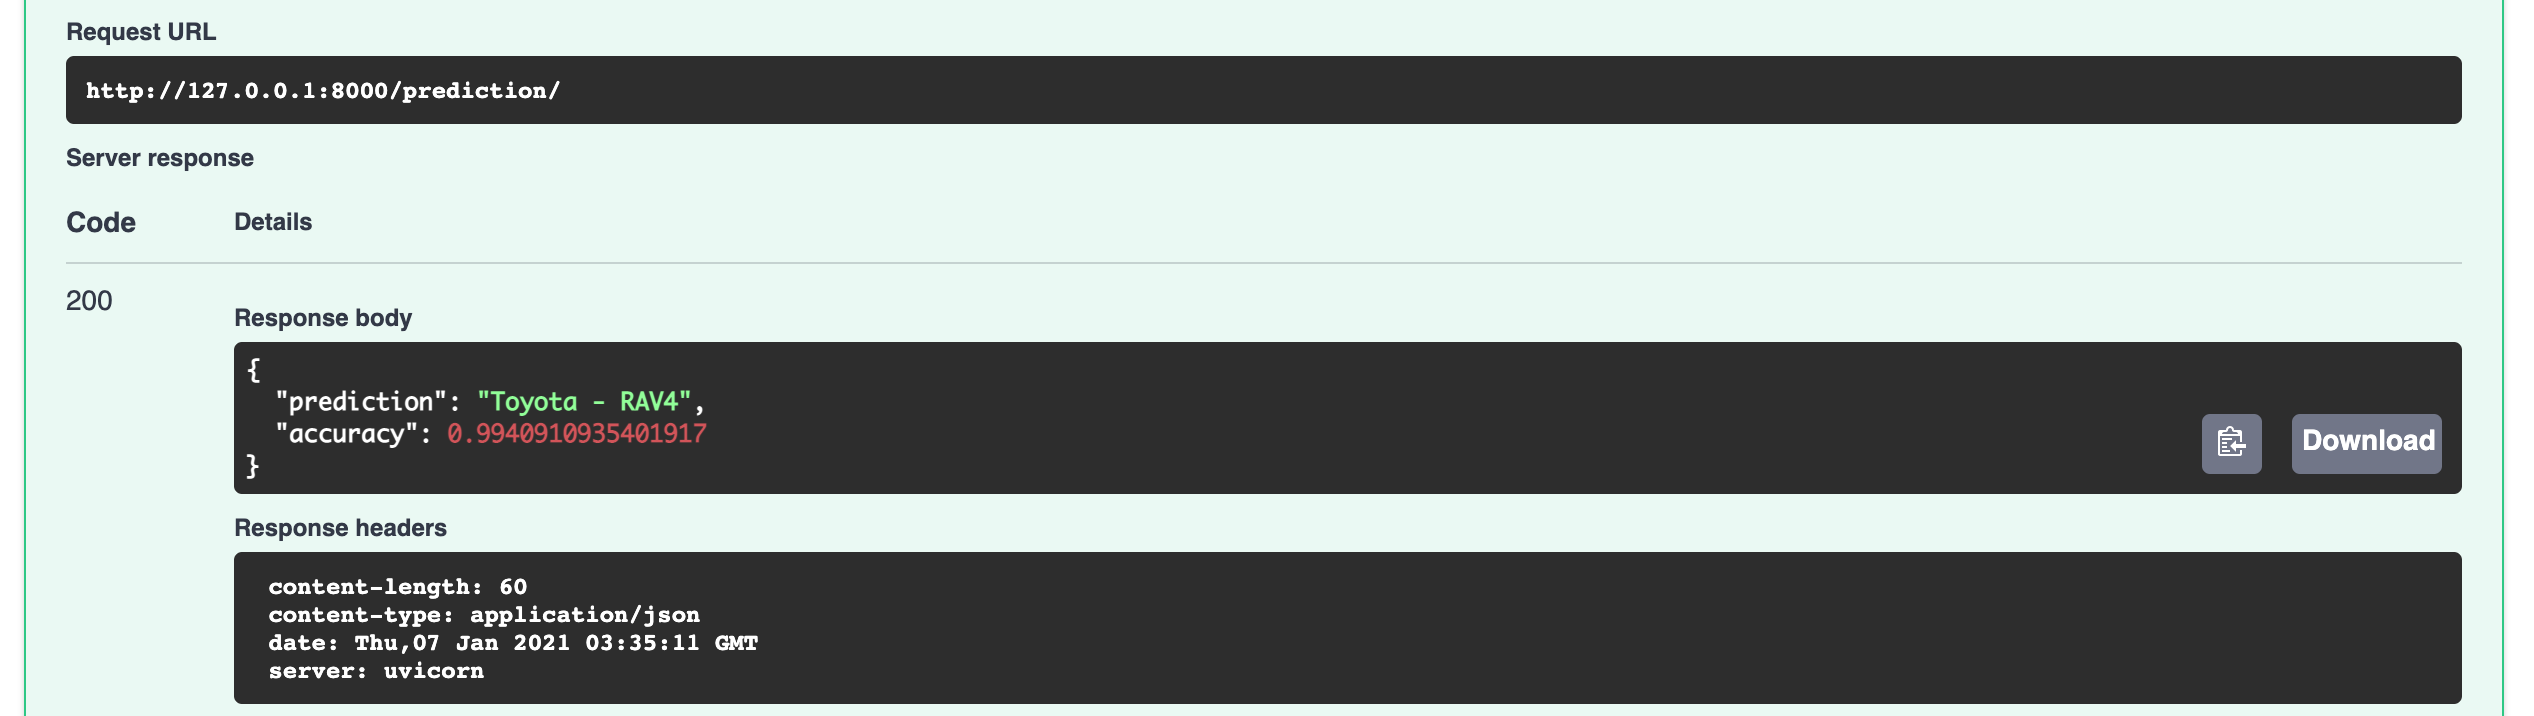 Request URL
http://127.0.0.1:8000/prediction/
Server response
Code Details
200
Response body
{
"prediction": "Toyota - RAV4",
"accuracy": 0.9940910935401917
}
Download
Response headers
content-length: 60
content-type: application/json
date: Thu,07 Jan 2021 03:35:11 GMT
server: uvicorn